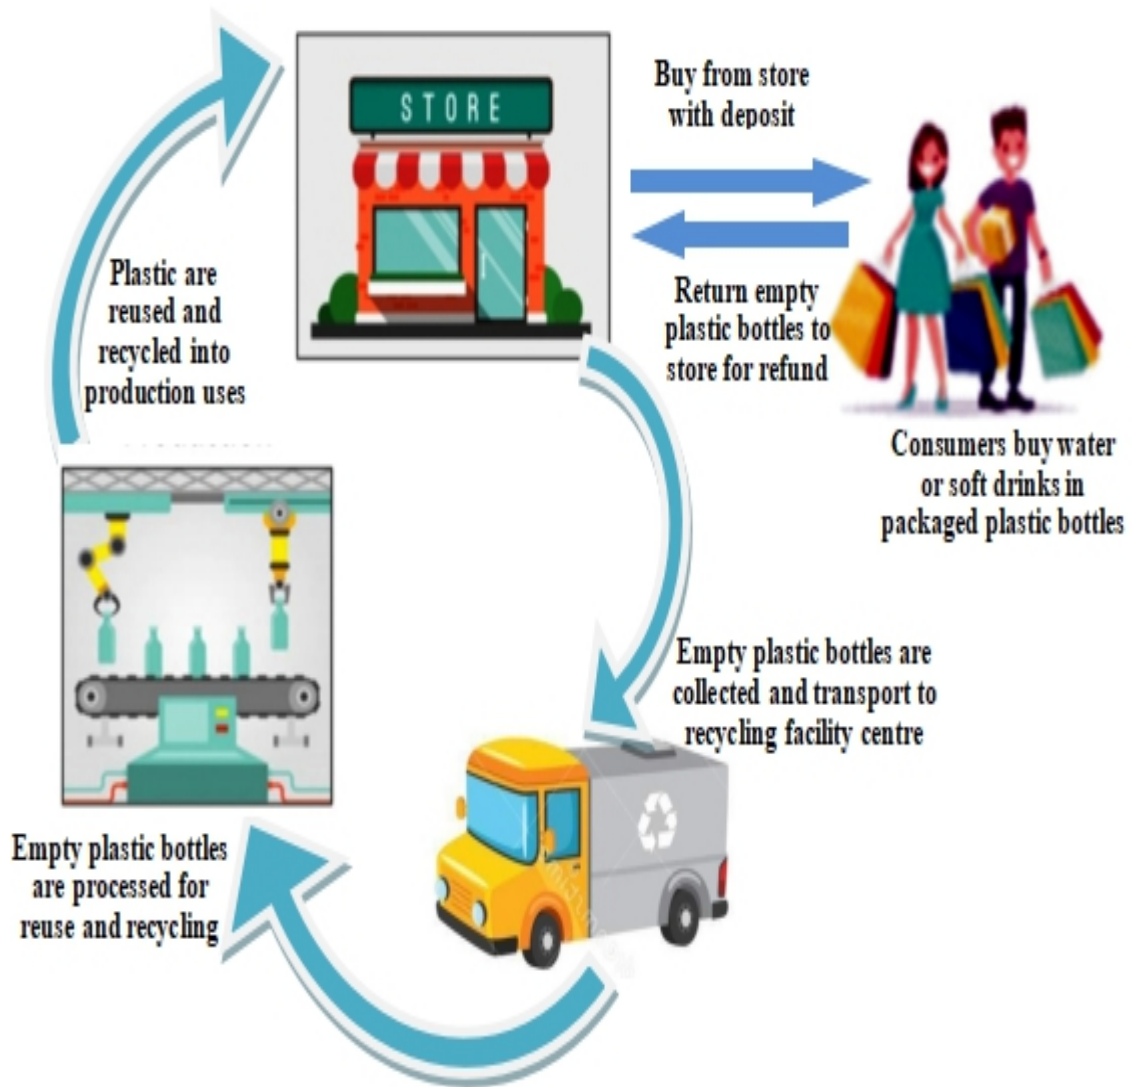 STORE
Buy from store
with deposit
Return empty
plastic bottles to
store for refund
Consumers buy water
or soft drinks in
packaged plastic bottles
Plastic are
reused and
recycled into
production uses
Empty plastic bottles are
collected and transport to
recycling facility centre
Empty plastic bottles
are processed for
reuse and recycling